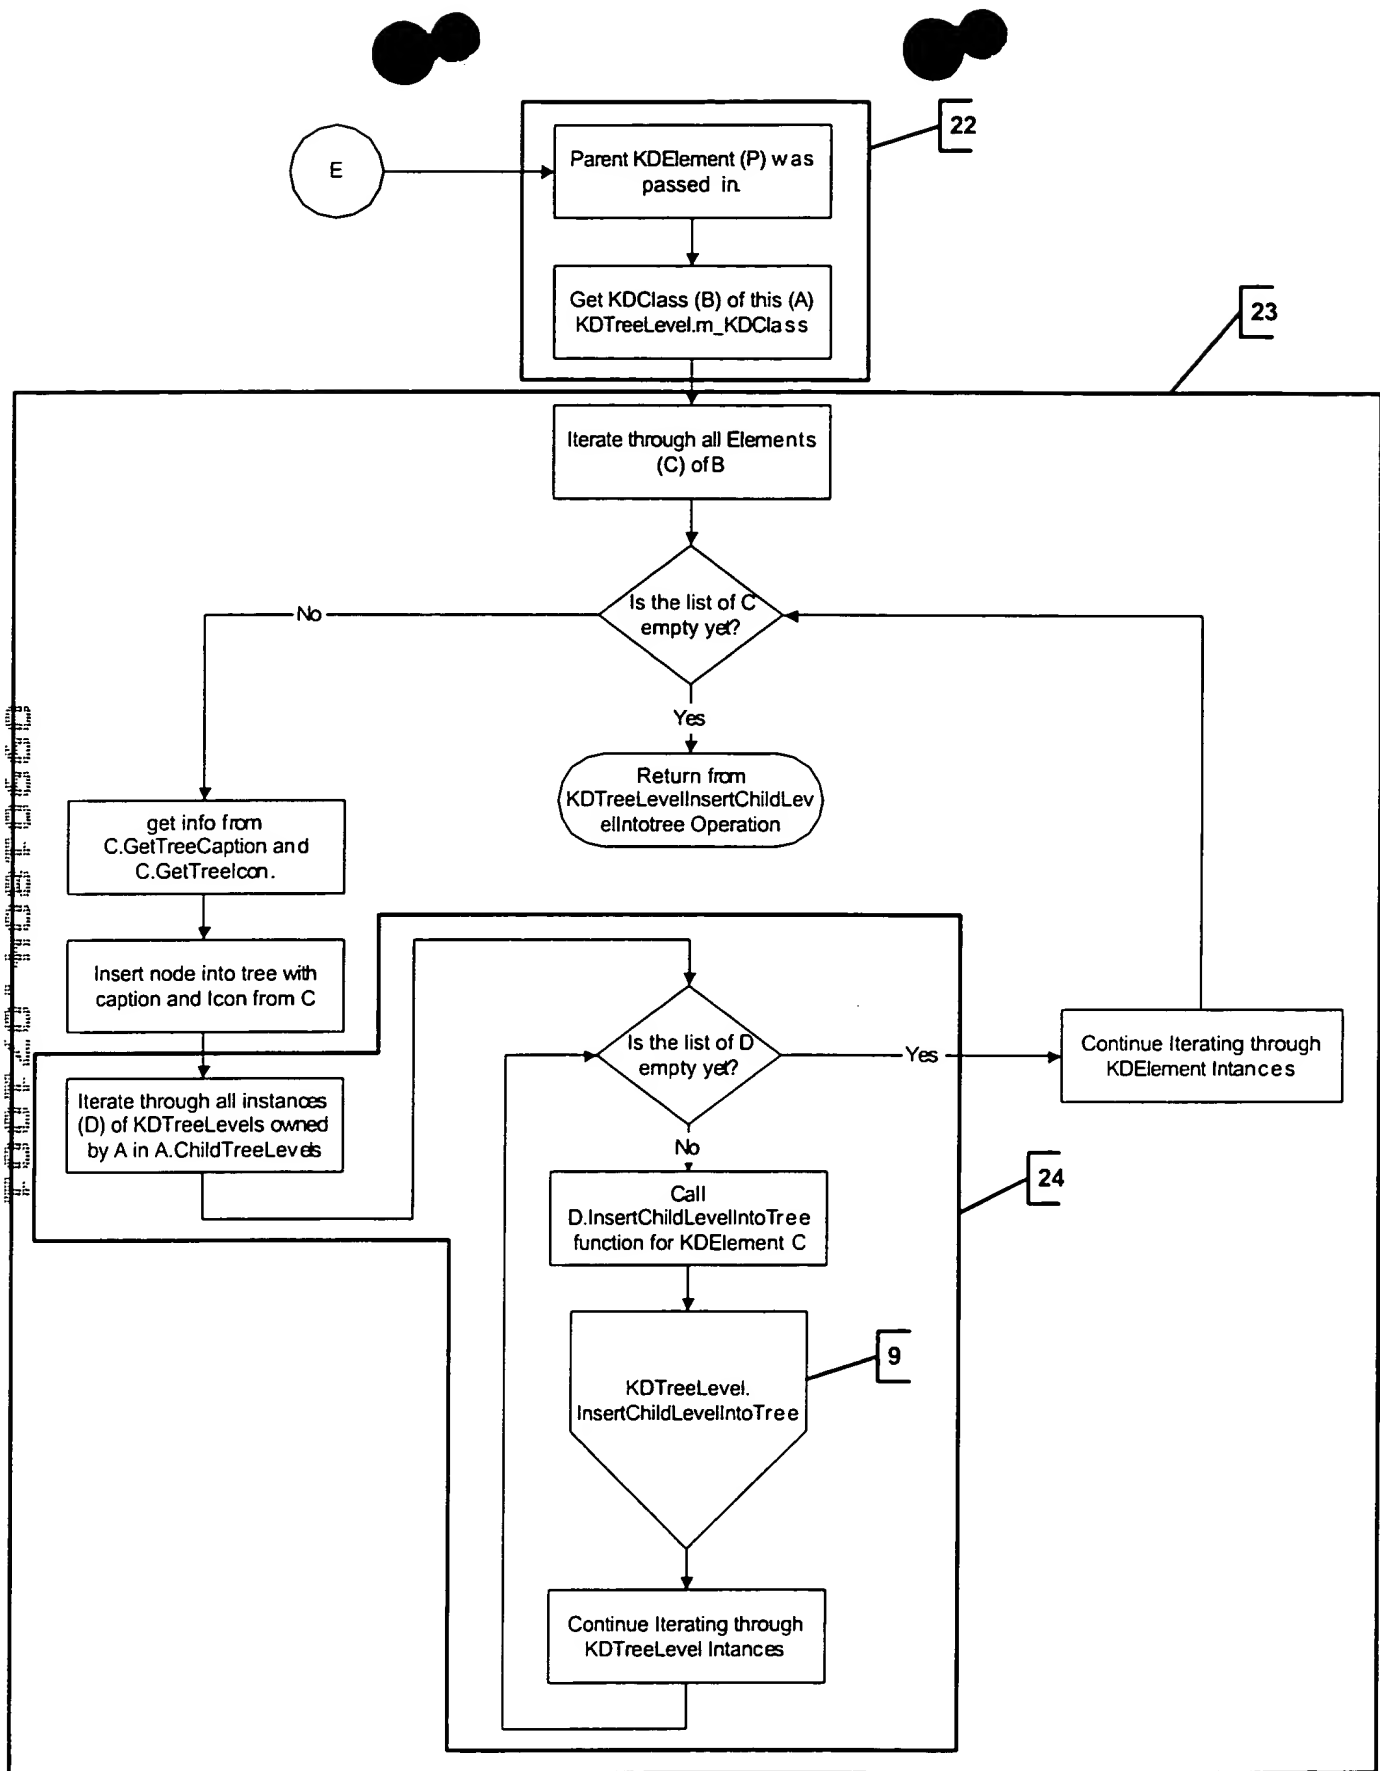 22
E
Parent KDElement (P) was
passed in.
Get KDClass (B) of this (A)
KDTreeLevel.m_KDClass
23
Iterate through all Elements
(C) of B
Is the list of C
empty yet?
No
Yes
Return from
KDTreeLevelInsertChildLev
elIntotree Operation
get info from
C.GetTreeCaption and
C.GetTreeIcon.
Insert node into tree with
caption and Icon from C
Is the list of D
empty yet?
Yes
Continue Iterating through
KDElement Intances
Iterate through all instances
(D) of KDTreeLevels owned
by A in A.ChildTreeLevels
No
24
Call
D.InsertChildLevelIntoTree
function for KDElement C
9
KDTreeLevel.
InsertChildLevelIntoTree
Continue Iterating through
KDTreeLevel Intances